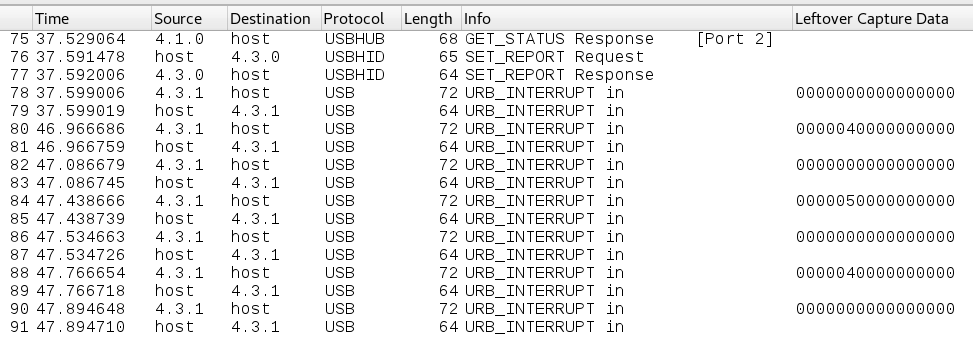 Time Source Destination Protocol Length Info Leftover Capture Data
75 37.529064 4.1.0 host USBHUB 68 GET_STATUS Response [Port 2]
76 37.591478 host 4.3.0 USBHID 65 SET_REPORT Request
77 37.592006 4.3.0 host USBHID 64 SET_REPORT Response
78 37.599006 4.3.1 host USB 72 URB_INTERRUPT in 0000000000000000
79 37.599019 host 4.3.1 USB 64 URB_INTERRUPT in
80 46.966686 4.3.1 host USB 72 URB_INTERRUPT in 0000040000000000
81 46.966759 host 4.3.1 USB 64 URB_INTERRUPT in
82 47.086679 4.3.1 host USB 72 URB_INTERRUPT in 0000000000000000
83 47.086745 host 4.3.1 USB 64 URB_INTERRUPT in
84 47.438666 4.3.1 host USB 72 URB_INTERRUPT in 0000050000000000
85 47.438739 host 4.3.1 USB 64 URB_INTERRUPT in
86 47.534663 4.3.1 host USB 72 URB_INTERRUPT in 0000000000000000
87 47.534726 host 4.3.1 USB 64 URB_INTERRUPT in
88 47.766654 4.3.1 host USB 72 URB_INTERRUPT in 0000040000000000
89 47.766718 host 4.3.1 USB 64 URB_INTERRUPT in
90 47.894648 4.3.1 host USB 72 URB_INTERRUPT in 0000000000000000
91 47.894710 host 4.3.1 USB 64 URB_INTERRUPT in